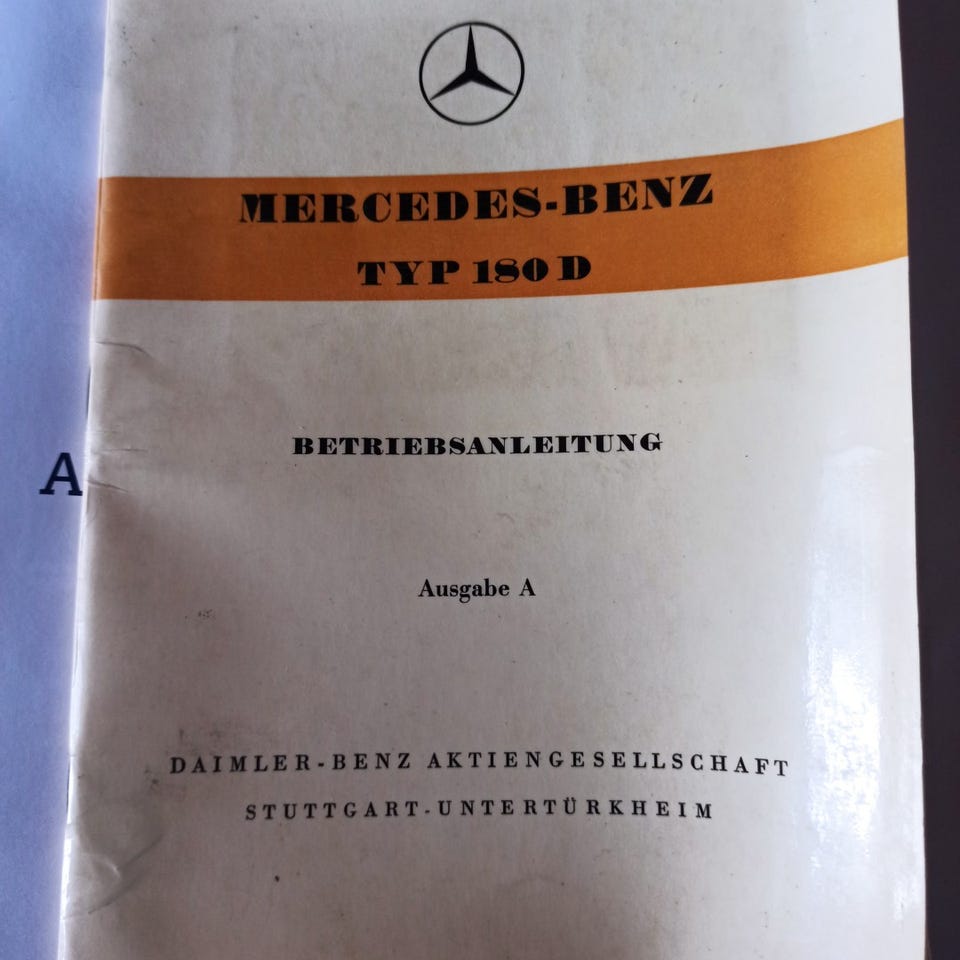 MERCEDES-BENZ
TYP 180 D
BETRIEBSANLEITUNG
A
Ausgabe A
DAIMLER-BENZ AKTIENGESELLSCHAFT
STUTTGART-UNTERTÜRKHEIM